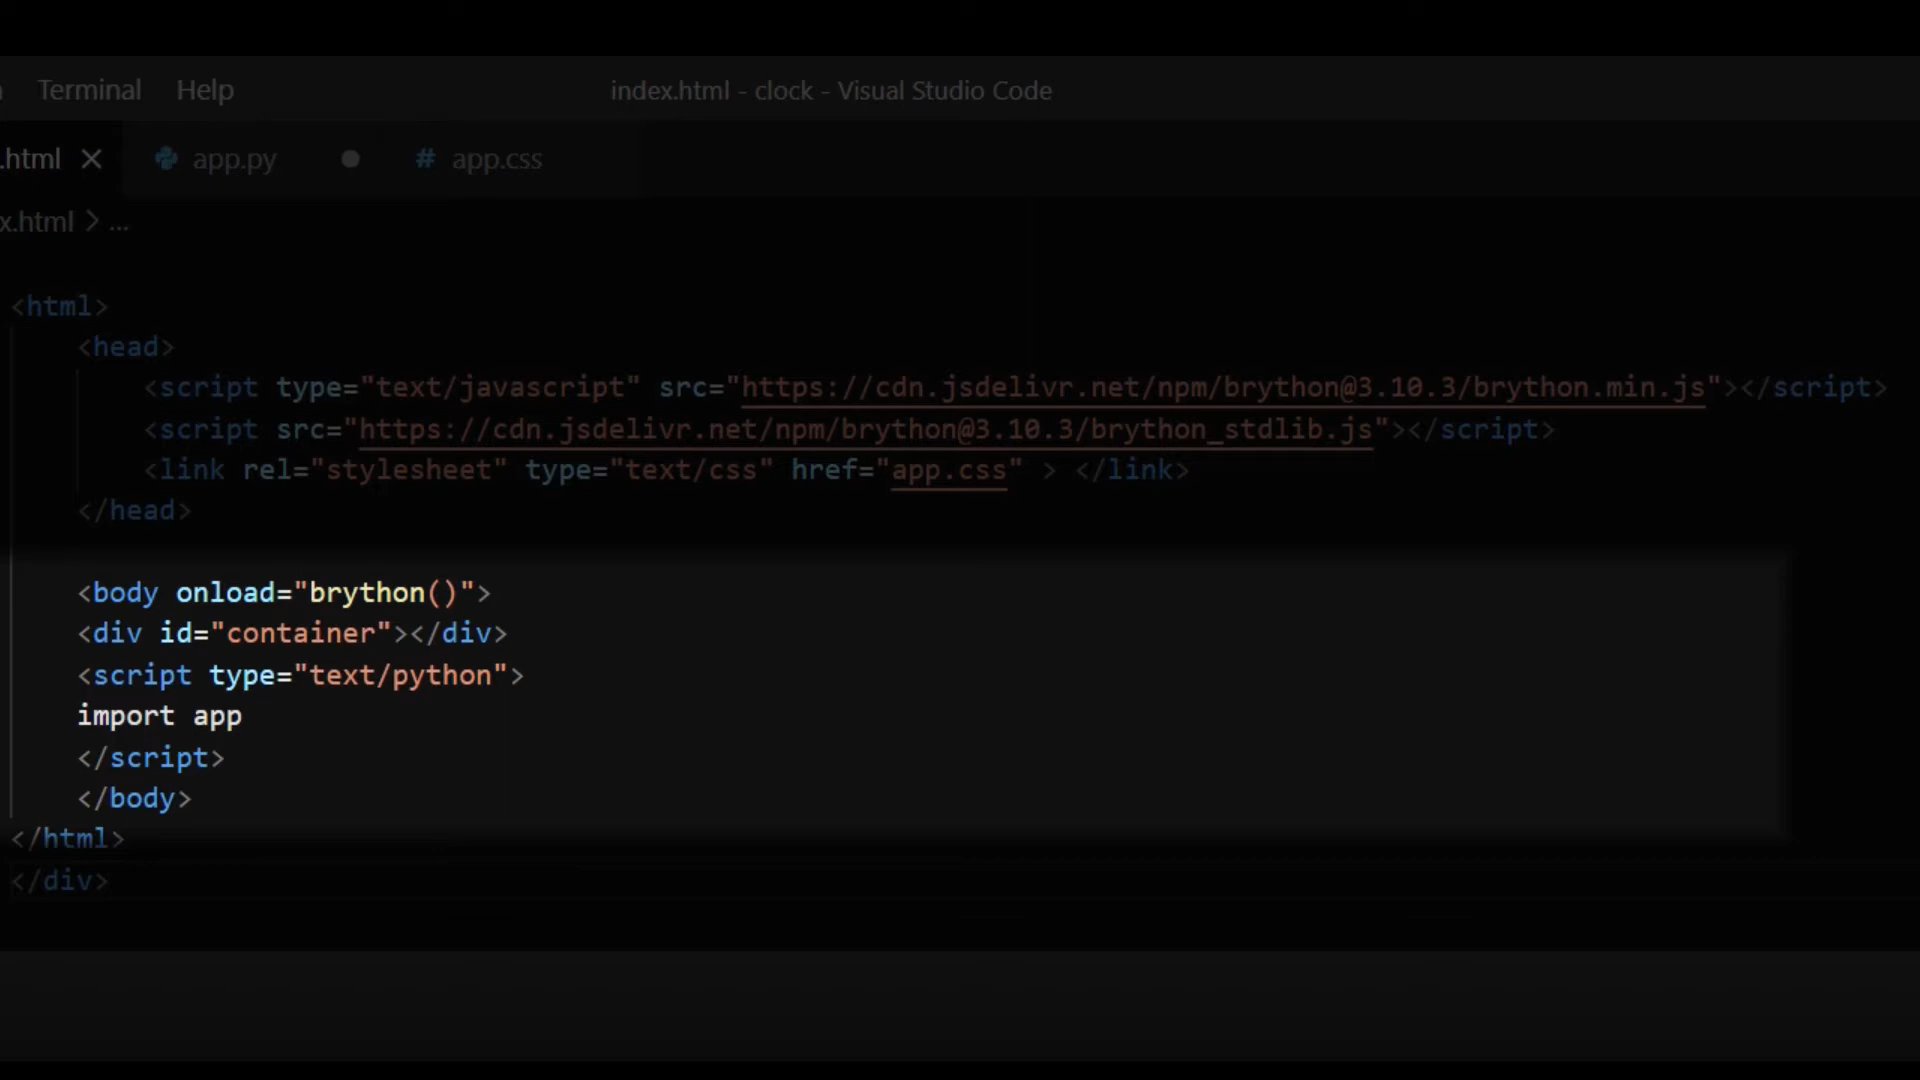 Terminal Help index.html - clock - Visual Studio Code
.html app.py # app.css
x.html > ...
<html>
<head>
<script type="text/javascript" src="https://cdn.jsdelivr.net/npm/brython@3.10.3/brython.min.js"></script>
<script src="https://cdn.jsdelivr.net/npm/brython@3.10.3/brython_stdlib.js"></script>
<link rel="stylesheet" type="text/css" href="app.css" > </link>
</head>
<body onload="brython()">
<div id="container"></div>
<script type="text/python">
import app
</script>
</body>
</html>
</div>